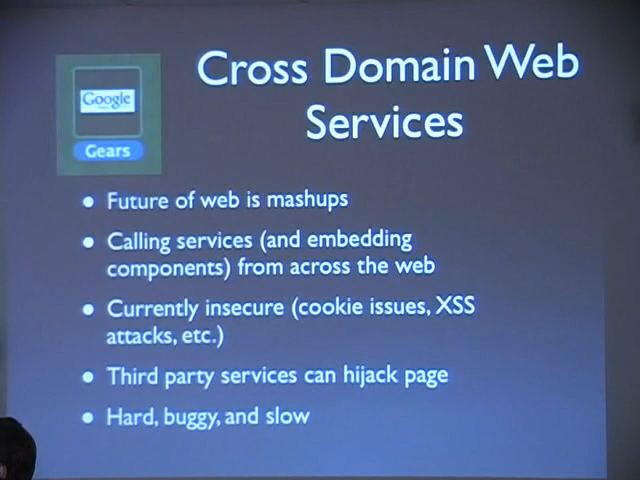 Google
Gears
Cross Domain Web
Services
• Future of web is mashups
• Calling services (and embedding
components) from across the web
• Currently insecure (cookie issues, XSS
attacks, etc.)
• Third party services can hijack page
• Hard, buggy, and slow